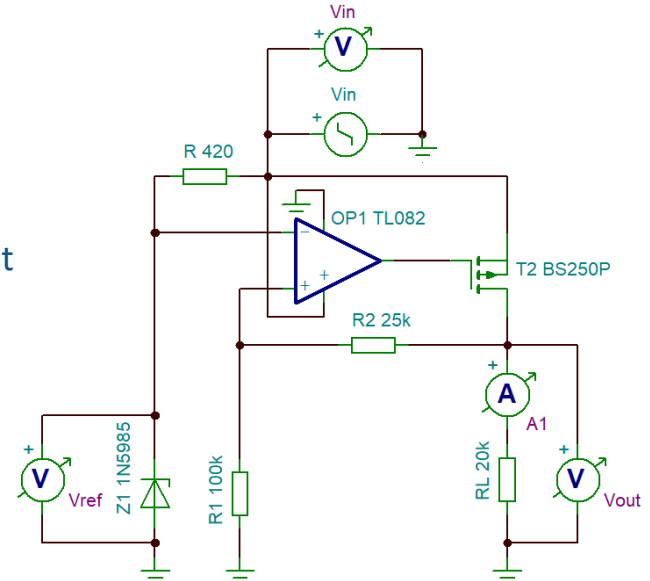 Vin
+
V
Vin
+
R 420
OP1 TL082
−
+
+
T2 BS250P
t
R2 25k
+
A
A1
+
V
Vref
Z1 1N5985
R1 100k
RL 20k
+
V
Vout